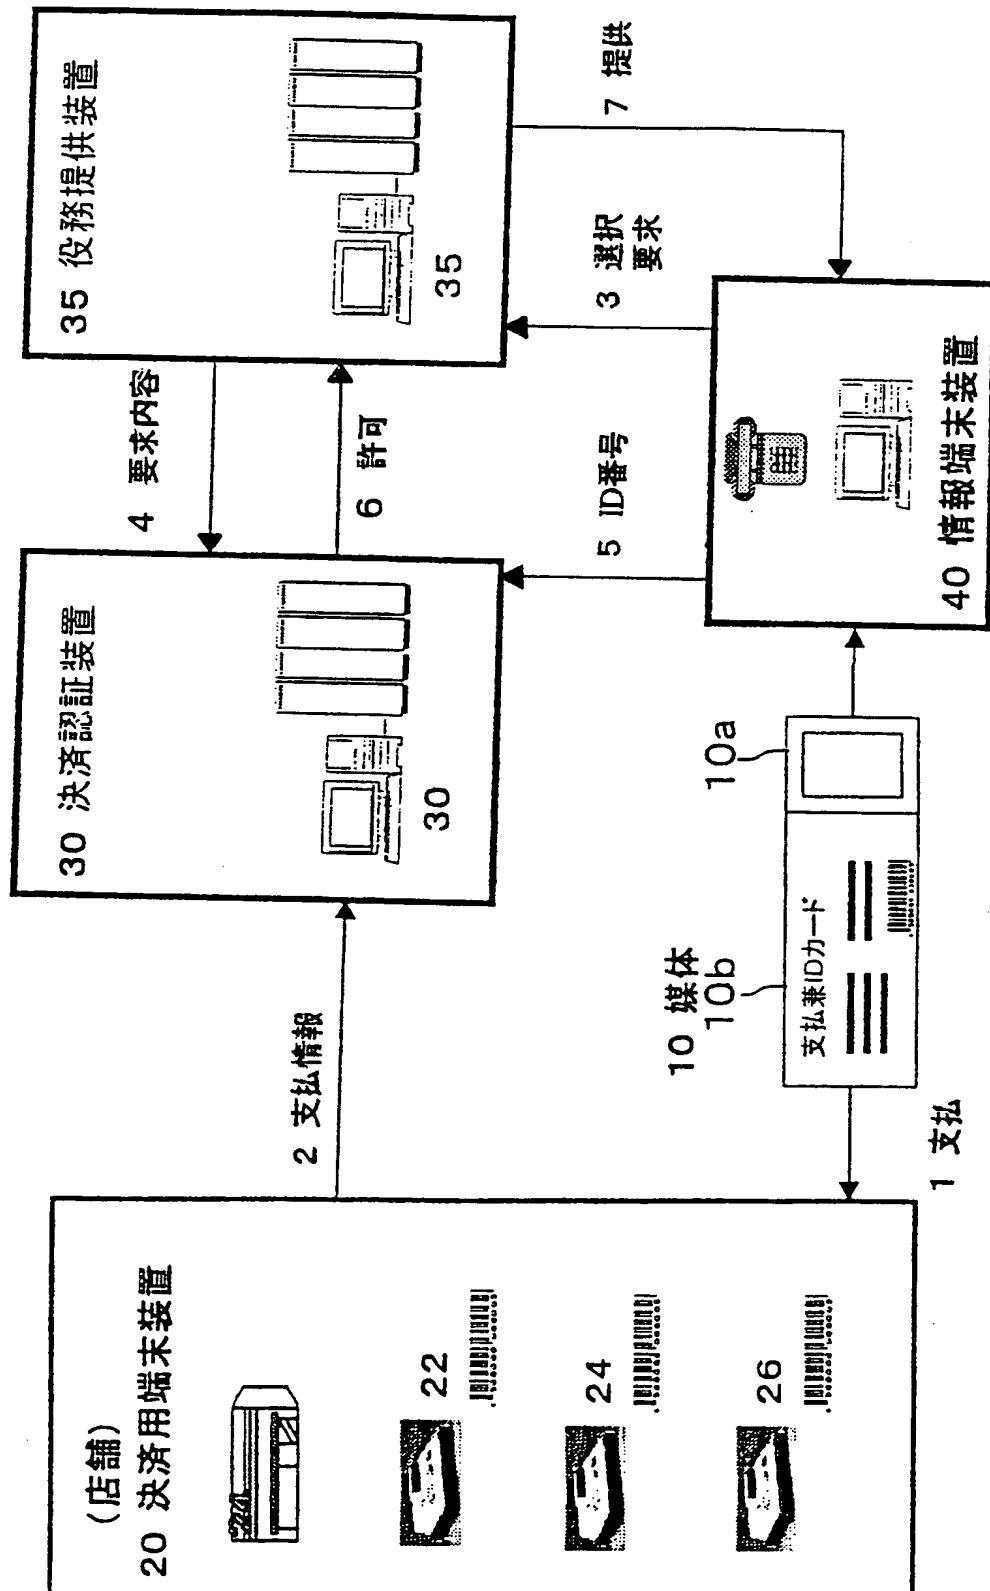 (店舗)
20 決済用端末装置
22
24
26
2 支払情報
1 支払
30 決済認証装置
30
4 要求内容
6 許可
35 役務提供装置
35
10 媒体
10b
10a
支払兼IDカード
5 ID番号
3 選択
要求
7 提供
40 情報端末装置